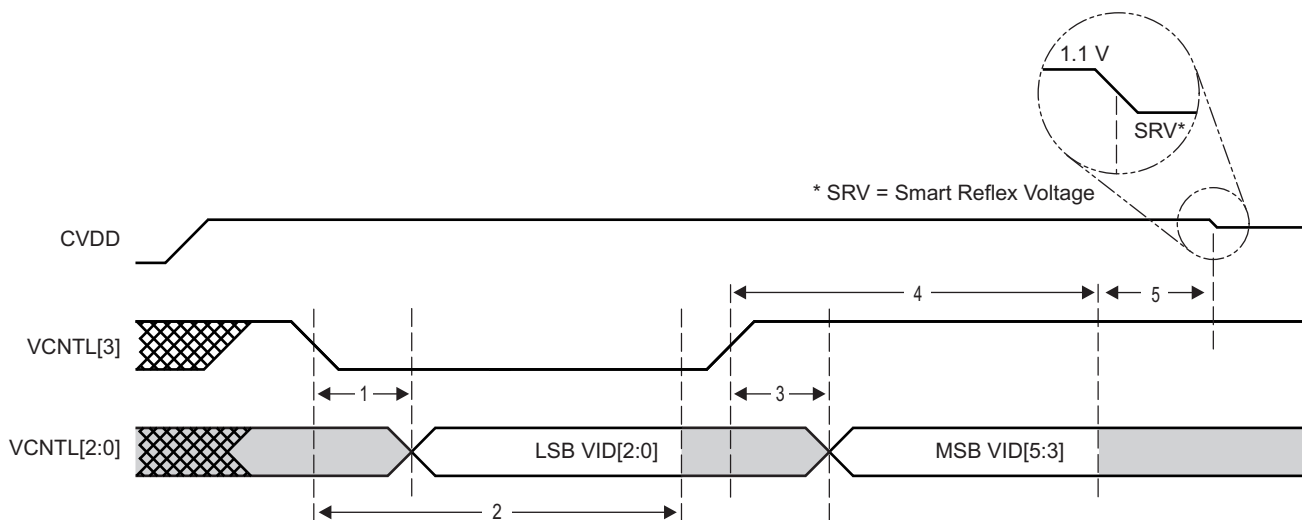 1.1 V
SRV*
* SRV = Smart Reflex Voltage
CVDD
4
5
VCNTL[3]
1
3
VCNTL[2:0]
LSB VID[2:0]
MSB VID[5:3]
2